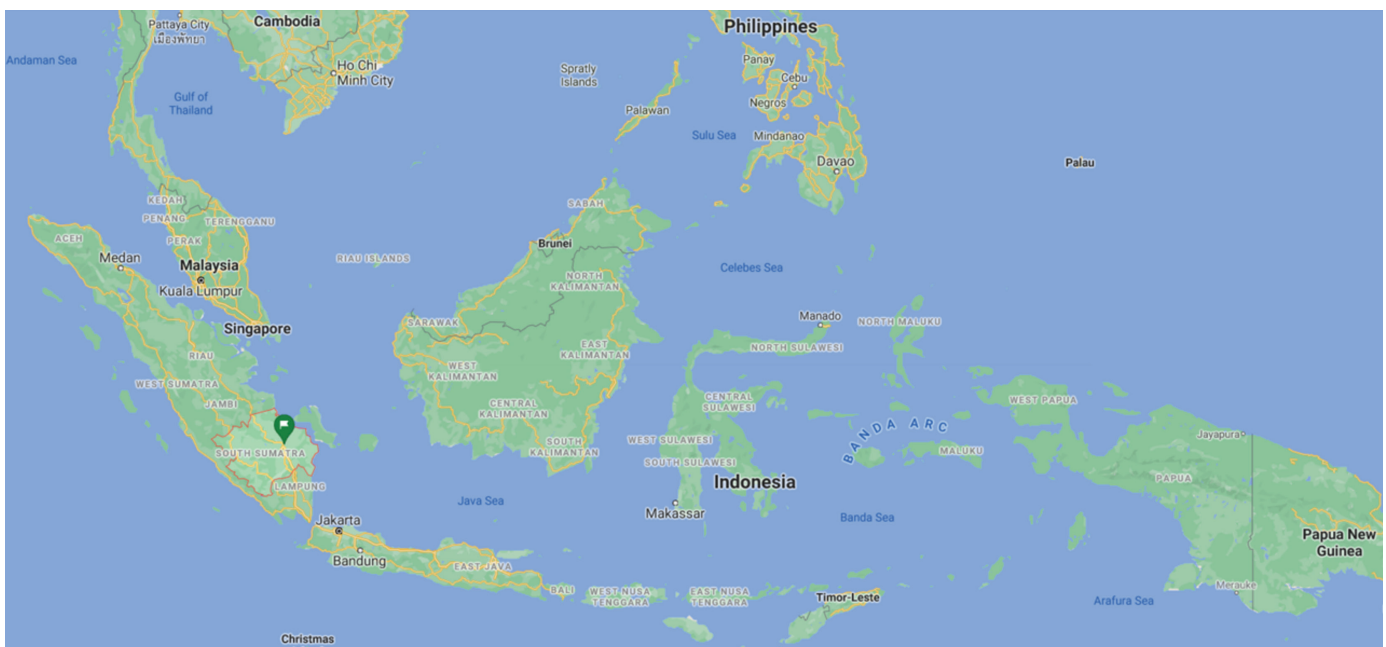 Cambodia
Philippines
Pattaya City
เมืองพัทยา
Andaman Sea
Ho Chi
Minh City
Spratly
Islands
Panay
Cebu
Gulf of
Thailand
Negros
Palawan
Sulu Sea
Mindanao
Davao
Palau
KEDAH
PENANG
TERENGGANU
SABAH
ACEH
PERAK
Brunei
Medan
RIAU ISLANDS
Malaysia
Celebes Sea
Kuala Lumpur
NORTH
KALIMANTAN
Manado
NORTH MALUKU
Singapore
SARAWAK
NORTH SULAWESI
RIAU
EAST
KALIMANTAN
WEST
KALIMANTAN
WEST SUMATRA
JAMBI
CENTRAL
KALIMANTAN
CENTRAL
SULAWESI
WEST PAPUA
BANDA ARC
Jayapura
SOUTH
KALIMANTAN
WEST SULAWESI
SOUTH SUMATRA
MALUKU
SOUTH SULAWESI
Indonesia
PAPUA
LAMPUNG
Java Sea
Makassar
Banda Sea
Jakarta
Papua New
Guinea
Bandung
EAST JAVA
BALI
WEST NUSA
TENGGARA
EAST NUSA
TENGGARA
Timor-Leste
Merauke
Arafura Sea
Christmas